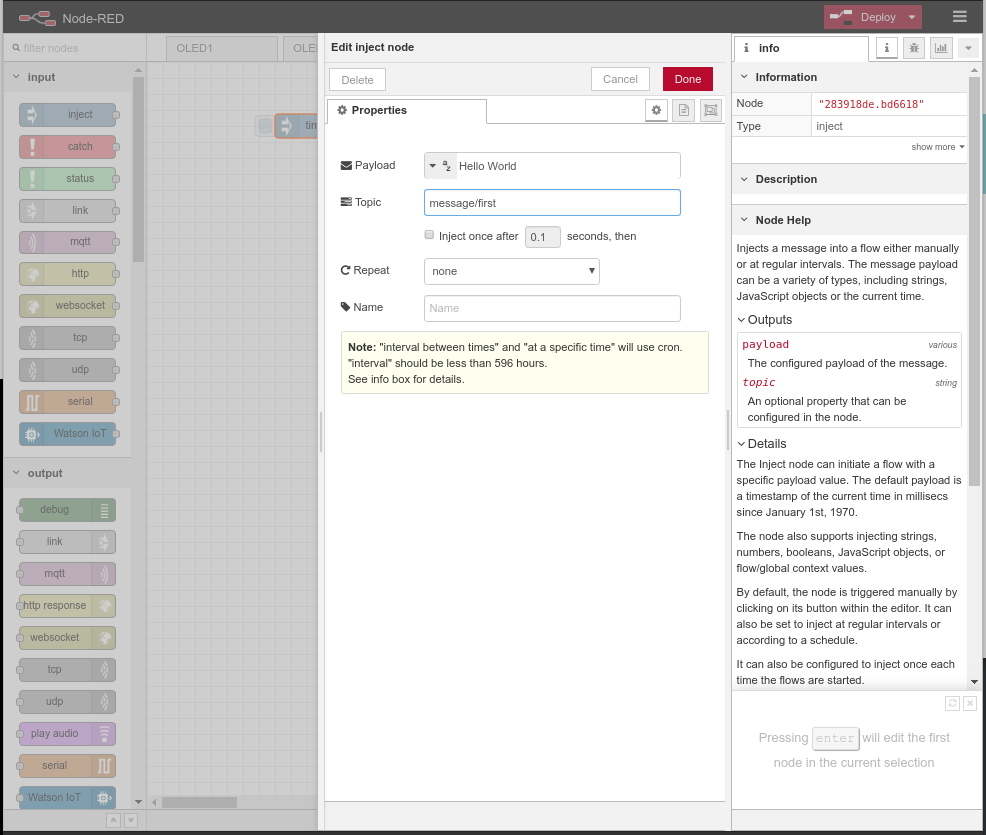 Node-RED
Deploy
filter nodes
OLED1
OLE
input
inject
catch
status
link
mqtt
http
websocket
tcp
udp
serial
Watson IoT
output
debug
link
mqtt
http response
websocket
tcp
udp
play audio
serial
Watson IoT
tim
Edit inject node
Delete
Cancel
Done
Properties
Payload
Hello World
Topic
message/first
Inject once after 0.1 seconds, then
Repeat
none
Name
Name
Note: "interval between times" and "at a specific time" will use cron.
"interval" should be less than 596 hours.
See info box for details.
info
Information
Node "283918de.bd6618"
Type inject
show more
Description
Node Help
Injects a message into a flow either manually
or at regular intervals. The message payload
can be a variety of types, including strings,
JavaScript objects or the current time.
Outputs
payload various
The configured payload of the message.
topic string
An optional property that can be
configured in the node.
Details
The Inject node can initiate a flow with a
specific payload value. The default payload is
a timestamp of the current time in millisecs
since January 1st, 1970.
The node also supports injecting strings,
numbers, booleans, JavaScript objects, or
flow/global context values.
By default, the node is triggered manually by
clicking on its button within the editor. It can
also be set to inject at regular intervals or
according to a schedule.
It can also be configured to inject once each
time the flows are started.
Pressing enter will edit the first
node in the current selection